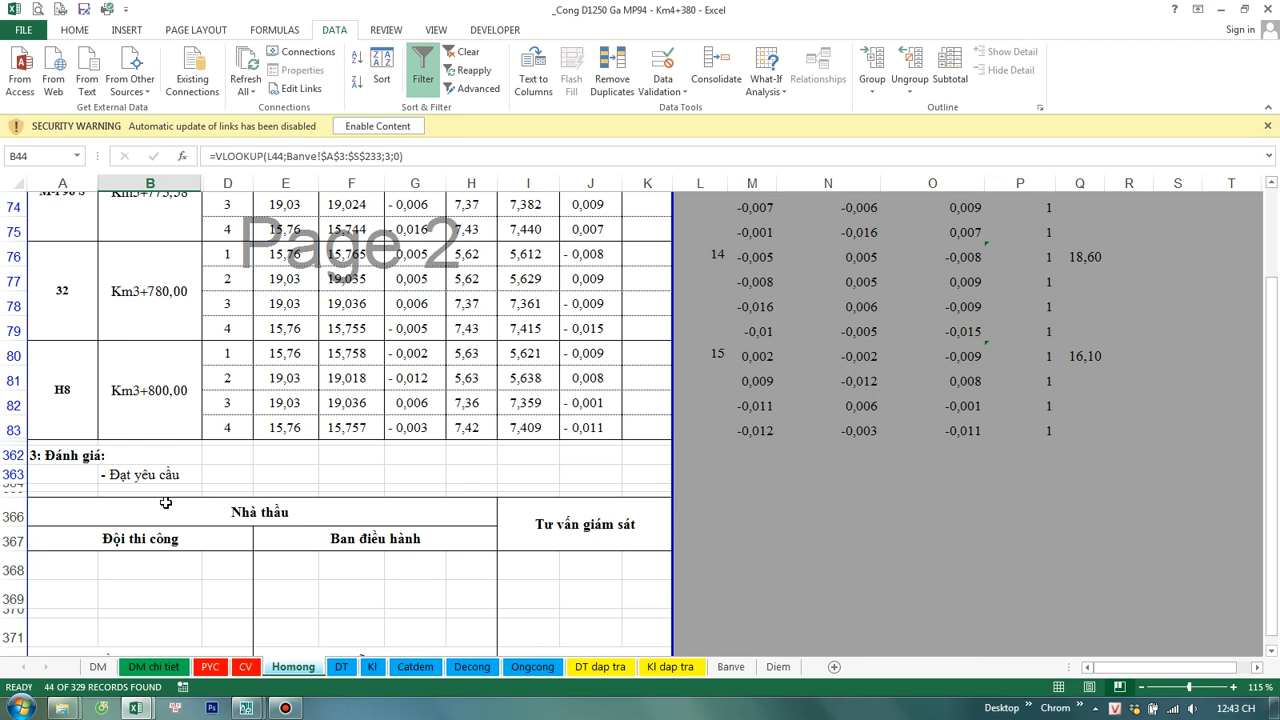 _Cong D1250 Ga MP94 - Km4+380 - Excel
FILE HOME INSERT PAGE LAYOUT FORMULAS DATA REVIEW VIEW DEVELOPER Sign in
From Access From Web From Text From Other Sources Existing Connections Refresh All Connections Properties Edit Links Sort Filter Clear Reapply Advanced Text to Columns Flash Fill Remove Duplicates Data Validation Consolidate What-If Analysis Relationships Group Ungroup Subtotal Show Detail Hide Detail
Get External Data Connections Sort & Filter Data Tools Outline
SECURITY WARNING Automatic update of links has been disabled Enable Content
B44 fx =VLOOKUP(L44;Banve!$A$3:$S$233;3;0)
A B D E F G H I J K L M N O P Q R S T
Page 2
74 3 19,03 19,024 - 0,006 7,37 7,382 0,009 -0,007 -0,006 0,009 1
75 4 15,76 15,744 - 0,016 7,43 7,440 0,007 -0,001 -0,016 0,007 1
76 1 15,76 15,765 0,005 5,62 5,612 - 0,008 14 -0,005 0,005 -0,008 1 18,60
77 32 Km3+780,00 2 19,03 19,035 0,005 5,62 5,629 0,009 -0,008 0,005 0,009 1
78 3 19,03 19,036 0,006 7,37 7,361 - 0,009 -0,016 0,006 -0,009 1
79 4 15,76 15,755 - 0,005 7,43 7,415 - 0,015 -0,01 -0,005 -0,015 1
80 1 15,76 15,758 - 0,002 5,63 5,621 - 0,009 15 0,002 -0,002 -0,009 1 16,10
81 H8 Km3+800,00 2 19,03 19,018 - 0,012 5,63 5,638 0,008 0,009 -0,012 0,008 1
82 3 19,03 19,036 0,006 7,36 7,359 - 0,001 -0,011 0,006 -0,001 1
83 4 15,76 15,757 - 0,003 7,42 7,409 - 0,011 -0,012 -0,003 -0,011 1
362 3: Đánh giá:
363 - Đạt yêu cầu
366 Nhà thầu Tư vấn giám sát
367 Đội thi công Ban điều hành
368
369
370
371
DM DM chi tiet PYC CV Homong DT Kl Catdem Decong Ongcong DT dap tra Kl dap tra Banve Diem
READY 44 OF 329 RECORDS FOUND 115 %
Desktop Chrom 12:43 CH